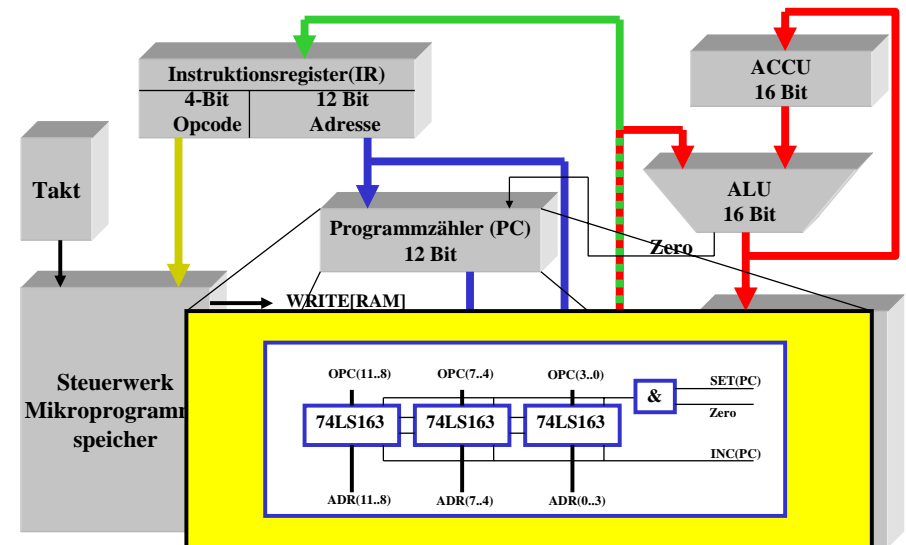 Instruktionsregister(IR)
4-Bit
Opcode
12 Bit
Adresse
ACCU
16 Bit
Takt
ALU
16 Bit
Programmzähler (PC)
12 Bit
Zero
WRITE[RAM]
Steuerwerk
Mikroprogramm
speicher
OPC(11..8)
OPC(7..4)
OPC(3..0)
&
SET(PC)
Zero
74LS163
74LS163
74LS163
INC(PC)
ADR(11..8)
ADR(7..4)
ADR(0..3)